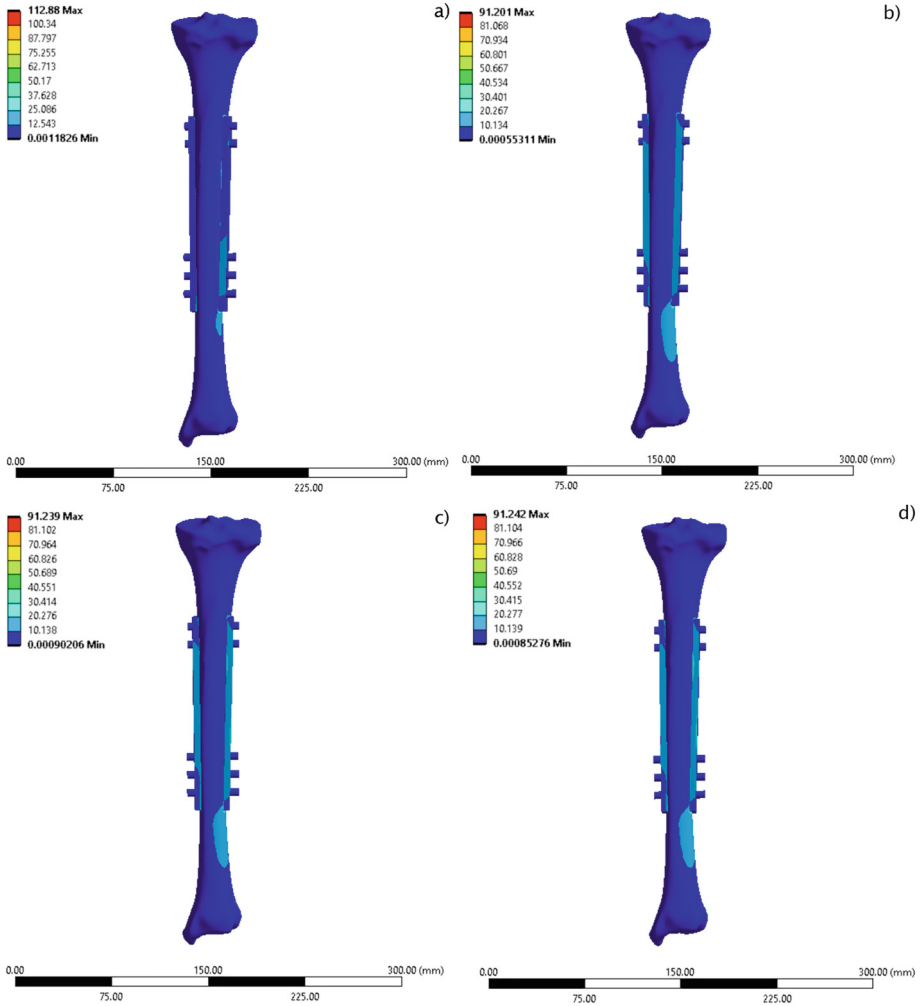 a)
112.88 Max
100.34
87.797
75.255
62.713
50.17
37.628
25.086
12.543
0.0011826 Min
0.00 150.00 300.00 (mm)
75.00 225.00
b)
91.201 Max
81.068
70.934
60.801
50.667
40.534
30.401
20.267
10.134
0.00055311 Min
0.00 150.00 300.00 (mm)
75.00 225.00
c)
91.239 Max
81.102
70.964
60.826
50.689
40.551
30.414
20.276
10.138
0.00090206 Min
0.00 150.00 300.00 (mm)
75.00 225.00
d)
91.242 Max
81.104
70.966
60.828
50.69
40.552
30.415
20.277
10.139
0.00085276 Min
0.00 150.00 300.00 (mm)
75.00 225.00